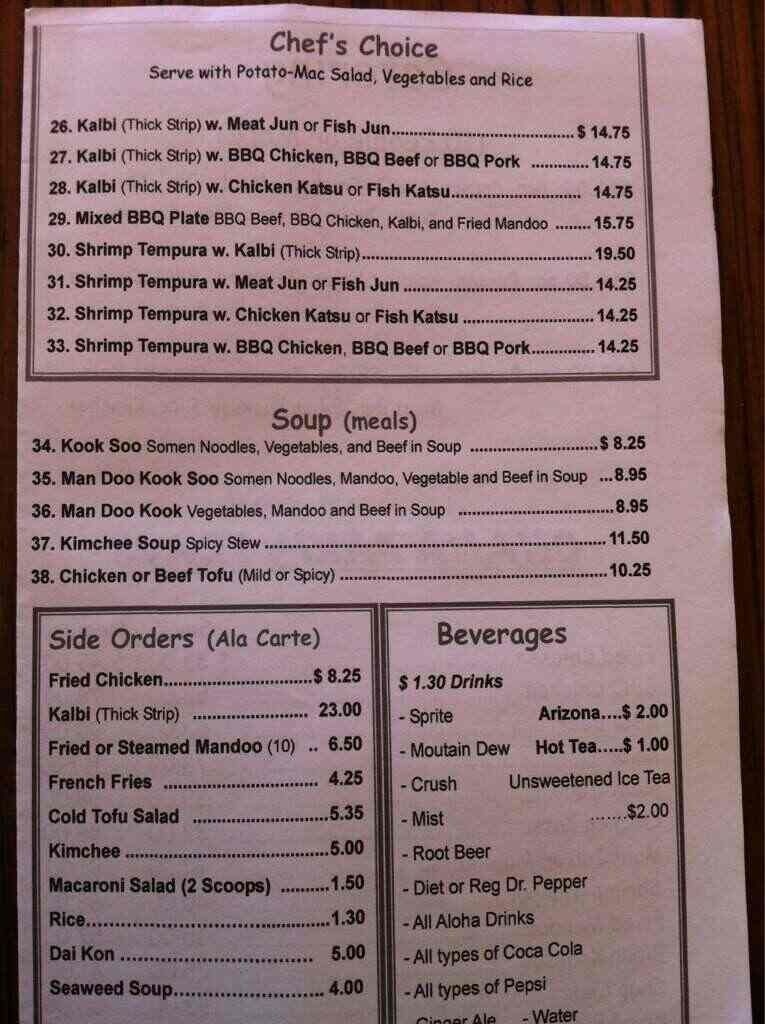 Chef's Choice
Serve with Potato-Mac Salad, Vegetables and Rice
26. Kalbi (Thick Strip) w. Meat Jun or Fish Jun.................................... $ 14.75
27. Kalbi (Thick Strip) w. BBQ Chicken, BBQ Beef or BBQ Pork ............ 14.75
28. Kalbi (Thick Strip) w. Chicken Katsu or Fish Katsu.......................... 14.75
29. Mixed BBQ Plate BBQ Beef, BBQ Chicken, Kalbi, and Fried Mandoo ........ 15.75
30. Shrimp Tempura w. Kalbi (Thick Strip).............................................. 19.50
31. Shrimp Tempura w. Meat Jun or Fish Jun ...................................... 14.25
32. Shrimp Tempura w. Chicken Katsu or Fish Katsu .......................... 14.25
33. Shrimp Tempura w. BBQ Chicken, BBQ Beef or BBQ Pork............. 14.25
Soup (meals)
34. Kook Soo Somen Noodles, Vegetables, and Beef in Soup .........................$ 8.25
35. Man Doo Kook Soo Somen Noodles, Mandoo, Vegetable and Beef in Soup ...8.95
36. Man Doo Kook Vegetables, Mandoo and Beef in Soup ...............................8.95
37. Kimchee Soup Spicy Stew .................................................................... 11.50
38. Chicken or Beef Tofu (Mild or Spicy) .....................................................10.25
Side Orders (Ala Carte)
Fried Chicken..............................$ 8.25
Kalbi (Thick Strip) ....................... 23.00
Fried or Steamed Mandoo (10) .. 6.50
French Fries ............................... 4.25
Cold Tofu Salad ...........................5.35
Kimchee .........................................5.00
Macaroni Salad (2 Scoops) ..........1.50
Rice.................................................1.30
Dai Kon ...................................... 5.00
Seaweed Soup.............................. 4.00
Beverages
$ 1.30 Drinks
- Sprite Arizona....$ 2.00
- Moutain Dew Hot Tea.....$ 1.00
- Crush Unsweetened Ice Tea
- Mist .......$2.00
- Root Beer
- Diet or Reg Dr. Pepper
- All Aloha Drinks
- All types of Coca Cola
- All types of Pepsi
Ginger Ale - Water